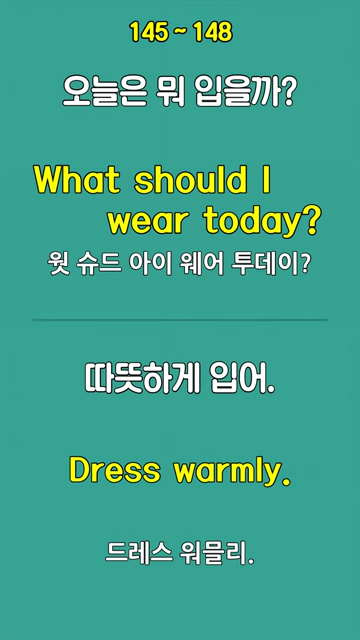 145 ~ 148
오늘은 뭐 입을까?
What should I
wear today?
웟 슈드 아이 웨어 투데이?
따뜻하게 입어.
Dress warmly.
드레스 워믈리.